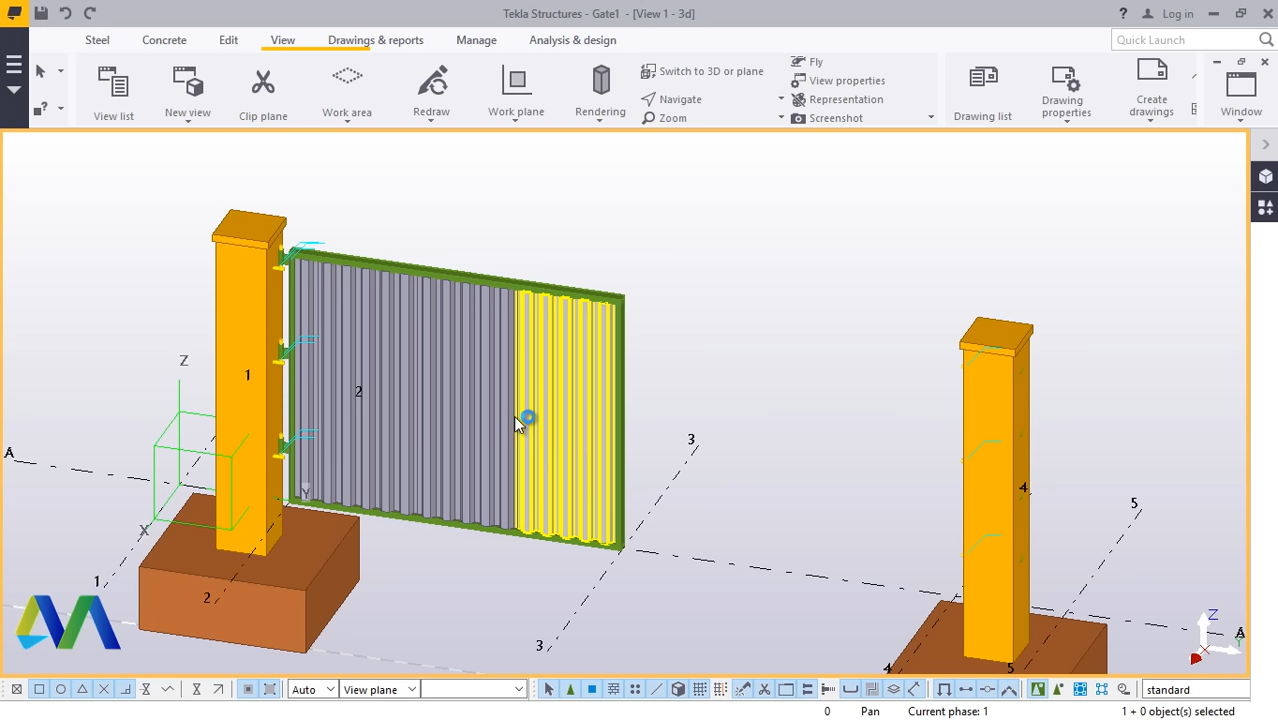 Tekla Structures - Gate1 - [View 1 - 3d]
? Log in
Steel Concrete Edit View Drawings & reports Manage Analysis & design
Quick Launch
View list
New view
Clip plane
Work area
Redraw
Work plane
Rendering
Switch to 3D or plane
Navigate
Zoom
Fly
View properties
Representation
Screenshot
Drawing list
Drawing properties
Create drawings
Window
Z
1
2
3
A
Y
4
5
X
1
2
3
Z
Y
A
4
5
Auto
View plane
standard
0 Pan Current phase: 1 1 + 0 object(s) selected